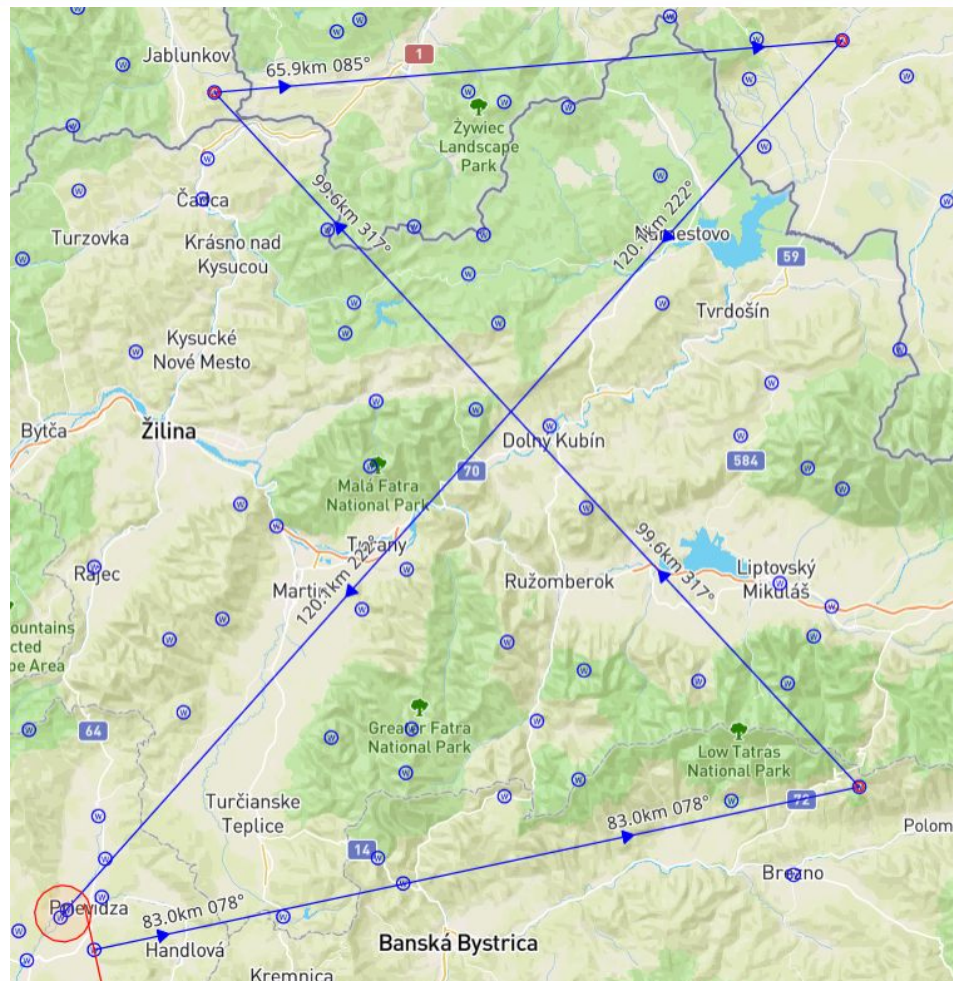 Jablunkov
1
65.9km 085°
Żywiec
Landscape
Park
Čadca
99.6km 317°
Turzovka
Krásno nad
Kysucou
120.1km 222°
59
Tvrdošín
Kysucké
Nové Mesto
Bytča
Žilina
Dolný Kubín
584
70
Malá Fatra
National Park
Turany
99.6km 317°
Rajec
Martin
120.1km 222°
Ružomberok
Liptovský
Mikuláš
ountains
cted
pe Area
64
Greater Fatra
National Park
Low Tatras
National Park
72
Turčianske
Teplice
83.0km 078°
Polom
14
Brezno
Prievidza
83.0km 078°
Handlová
Banská Bystrica
Kremnica